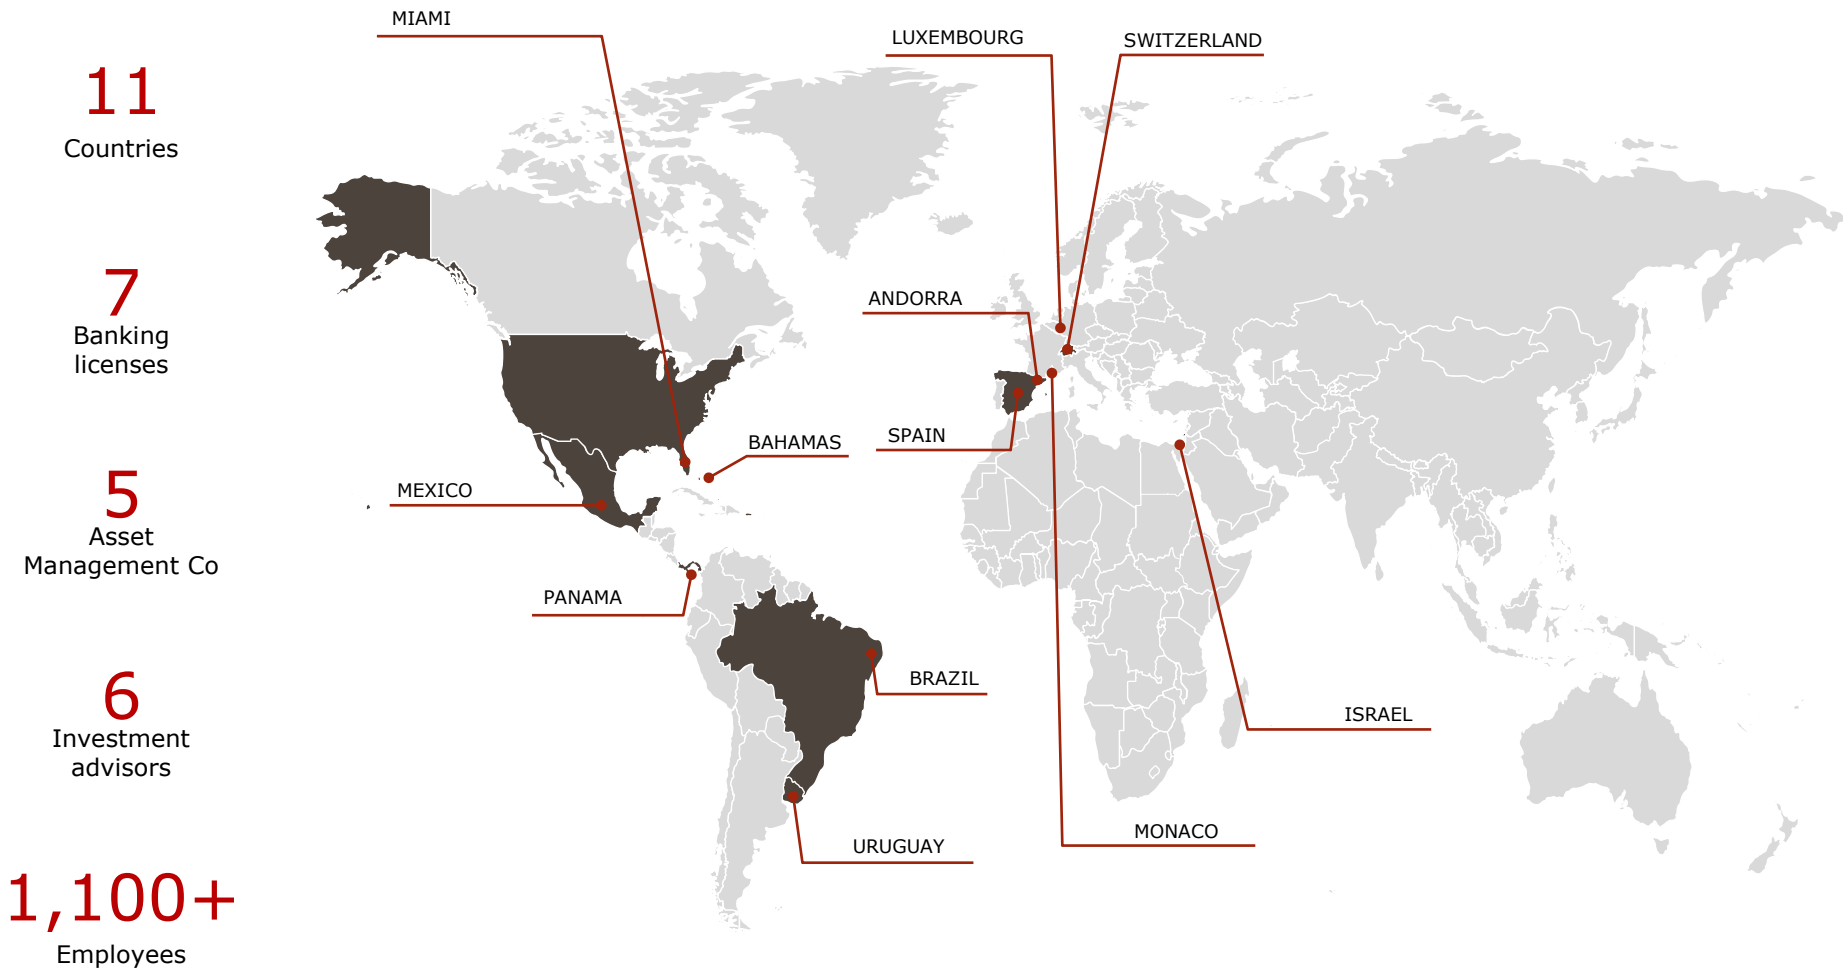 11
Countries
7
Banking
licenses
5
Asset
Management Co
6
Investment
advisors
1,100+
Employees
MIAMI
LUXEMBOURG
SWITZERLAND
ANDORRA
SPAIN
BAHAMAS
MEXICO
PANAMA
BRAZIL
ISRAEL
MONACO
URUGUAY